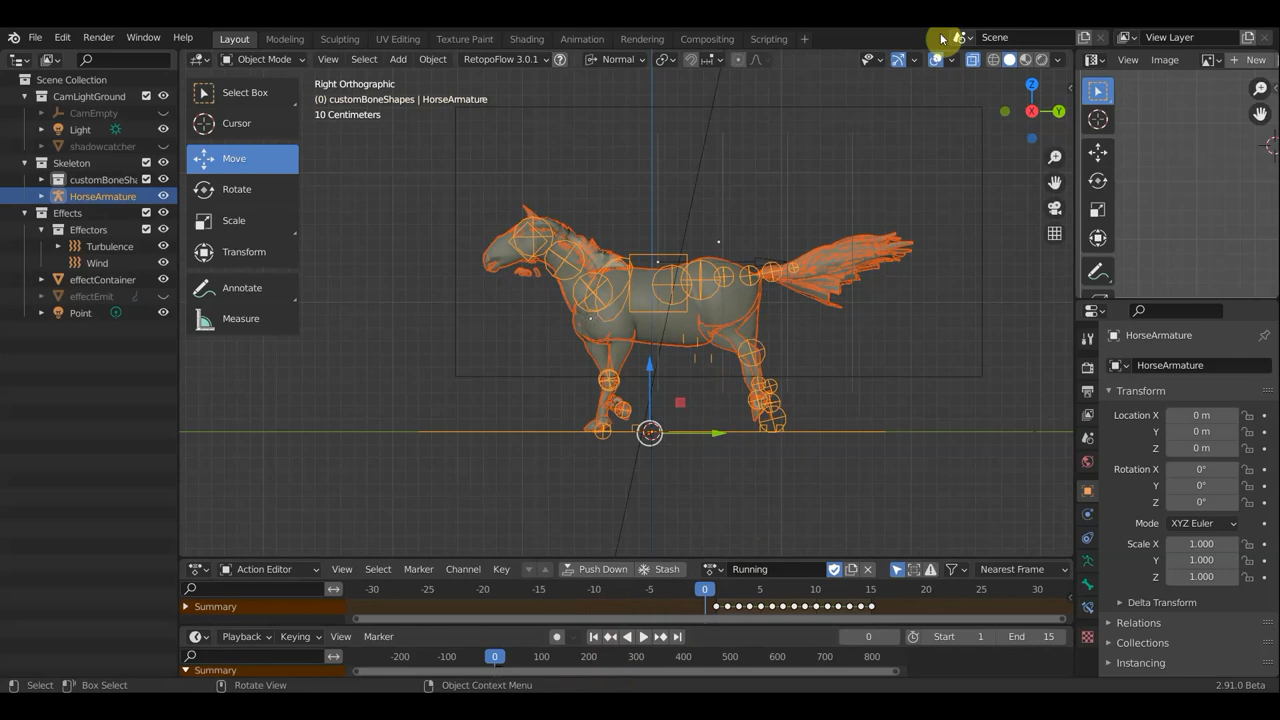 File Edit Render Window Help Layout Modeling Sculpting UV Editing Texture Paint Shading Animation Rendering Compositing Scripting + Scene View Layer
Object Mode View Select Add Object RetopoFlow 3.0.1 Normal View Image New
Scene Collection
CamLightGround
CamEmpty
Light
shadowcatcher
Skeleton
customBoneSha
HorseArmature
Effects
Effectors
Turbulence
Wind
effectContainer
effectEmit
Point
Select Box
Cursor
Move
Rotate
Scale
Transform
Annotate
Measure
Right Orthographic
(0) customBoneShapes | HorseArmature
10 Centimeters
Z
X
Y
HorseArmature
HorseArmature
Transform
Location X 0 m
Y 0 m
Z 0 m
Rotation X 0°
Y 0°
Z 0°
Mode XYZ Euler
Scale X 1.000
Y 1.000
Z 1.000
Delta Transform
Relations
Collections
Instancing
Action Editor View Select Marker Channel Key Push Down Stash Running Nearest Frame
-30 -25 -20 -15 -10 -5 0 5 10 15 20 25 30
Summary
Playback Keying View Marker 0 Start 1 End 15
-200 -100 0 100 200 300 400 500 600 700 800
Summary
Select Box Select Rotate View Object Context Menu 2.91.0 Beta